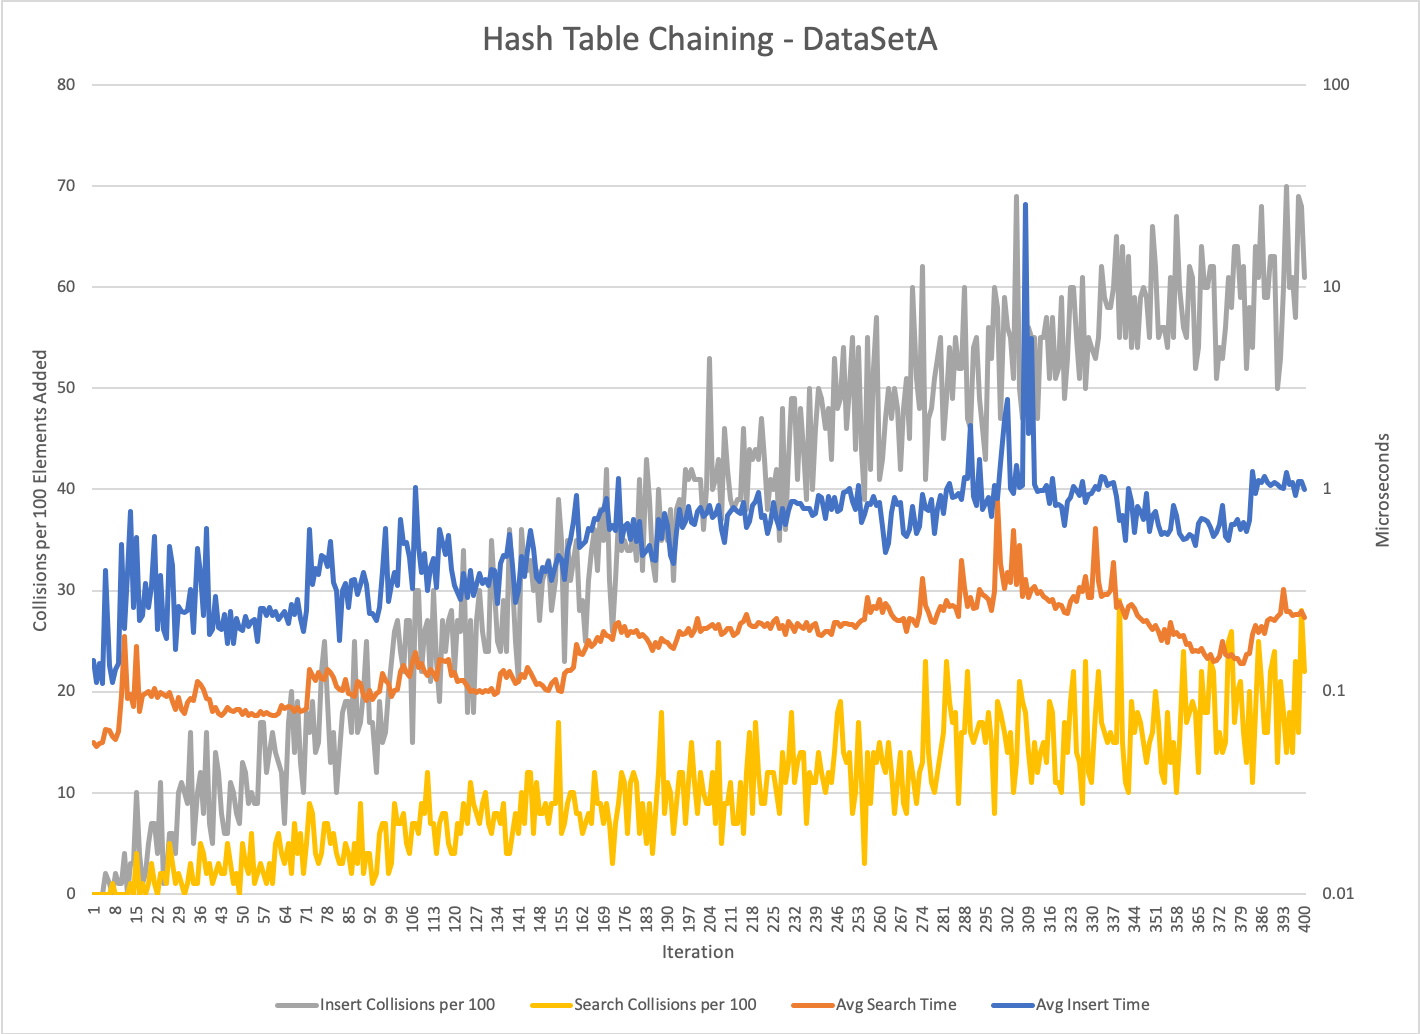 Hash Table Chaining - DataSetA
80
70
60
50
40
30
20
10
0
Collisions per 100 Elements Added
100
10
1
0.1
0.01
Microseconds
1 8 15 22 29 36 43 50 57 64 71 78 85 92 99 106 113 120 127 134 141 148 155 162 169 176 183 190 197 204 211 218 225 232 239 246 253 260 267 274 281 288 295 302 309 316 323 330 337 344 351 358 365 372 379 386 393 400
Iteration
Insert Collisions per 100 Search Collisions per 100 Avg Search Time Avg Insert Time